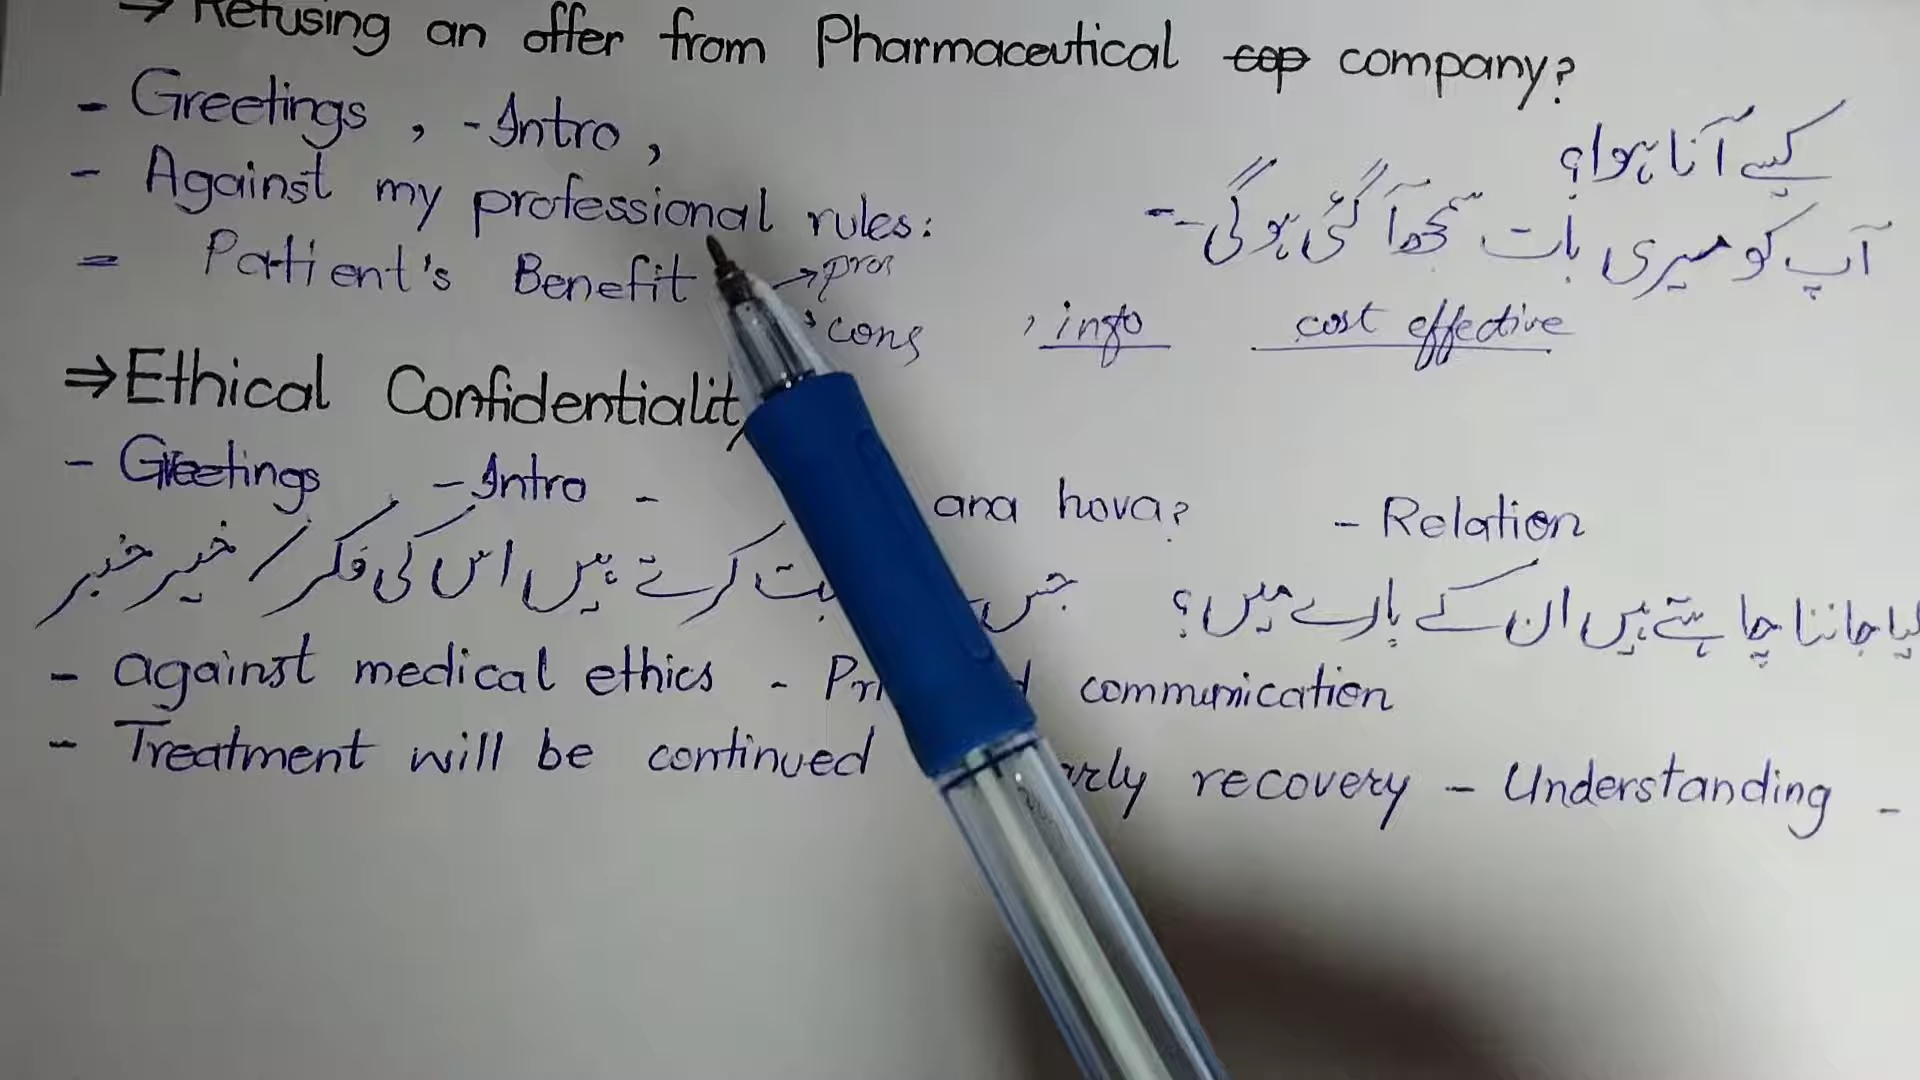 → Refusing an offer from Pharmaceutical cop company?
- Greetings , - Intro ,
کیسے آنا ہوا؟
- Against my professional rules:
آپ کو میری بات سمجھ آ گئی ہو گی --
= Patient's Benefit → pros
cons , info cost effective
⇒ Ethical Confidentiality
- Greetings , - Intro - ana hova? - Relation
کیا جاننا چاہتے ہیں ان کے بارے میں؟ جس کرتے ہیں اس کی فکر / خیر خبر
- against medical ethics - communication
- Treatment will be continued recovery - Understanding -